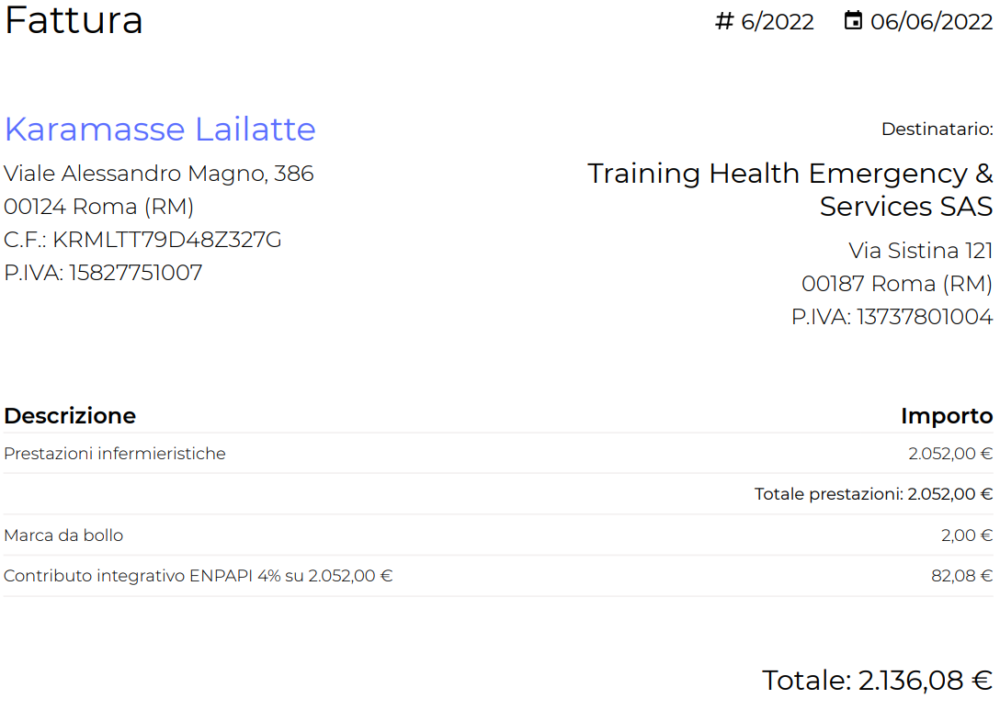 Fattura
# 6/2022 06/06/2022
Karamasse Lailatte
Viale Alessandro Magno, 386
00124 Roma (RM)
C.F.: KRMLTT79D48Z327G
P.IVA: 15827751007
Destinatario:
Training Health Emergency &
Services SAS
Via Sistina 121
00187 Roma (RM)
P.IVA: 13737801004
Descrizione Importo
Prestazioni infermieristiche 2.052,00 €
Totale prestazioni: 2.052,00 €
Marca da bollo 2,00 €
Contributo integrativo ENPAPI 4% su 2.052,00 € 82,08 €
Totale: 2.136,08 €